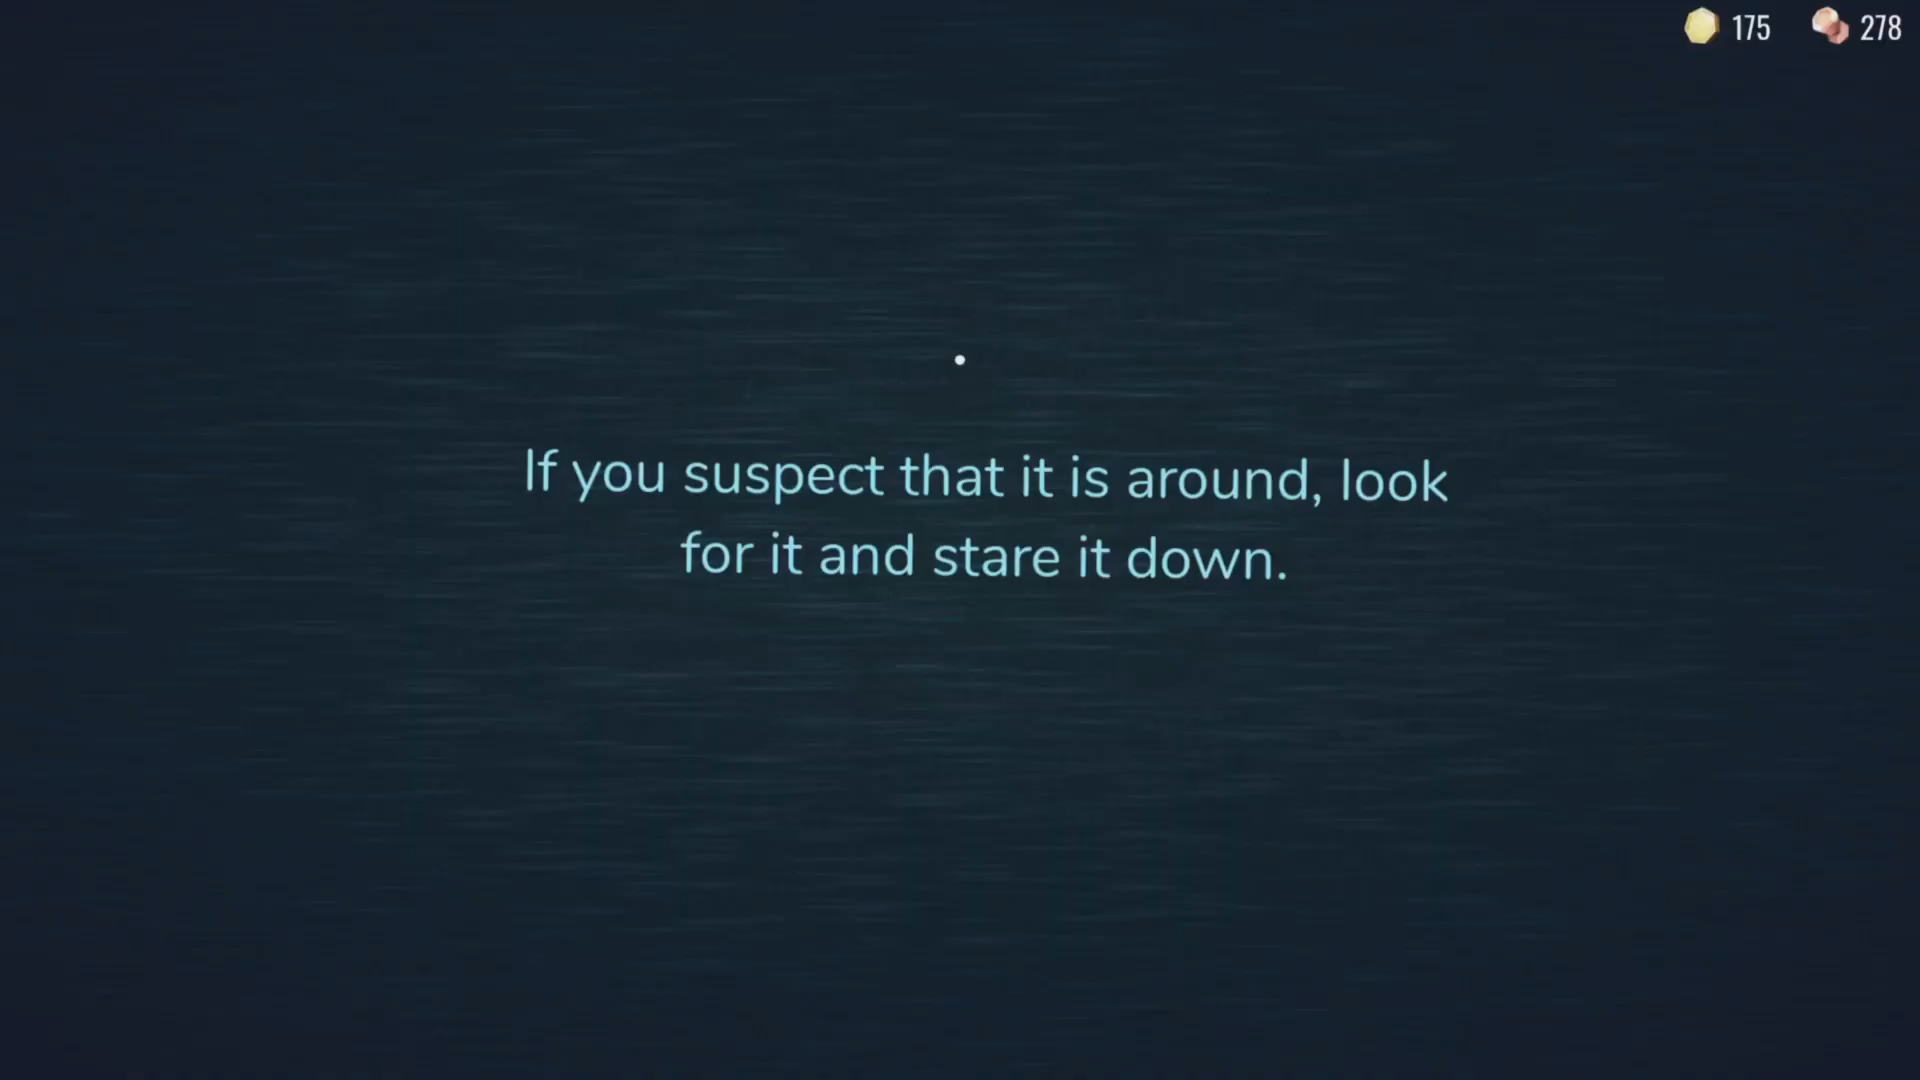 175 278
If you suspect that it is around, look
for it and stare it down.